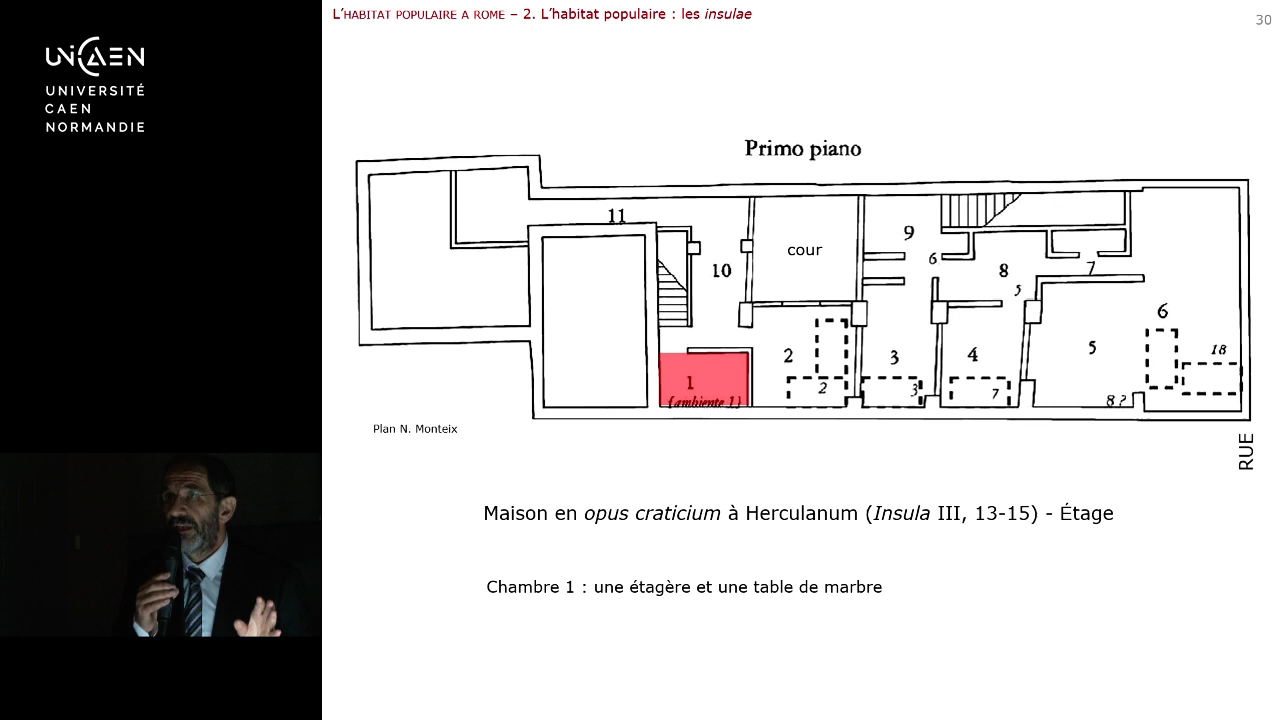 L'HABITAT POPULAIRE A ROME – 2. L'habitat populaire : les insulae
30
UNICAEN
UNIVERSITÉ
CAEN
NORMANDIE
Primo piano
11
9
cour
6
10
8
7
5
6
2
3
4
5
18
1
2
3
7
8 ?
(ambiente 1)
Plan N. Monteix
RUE
Maison en opus craticium à Herculanum (Insula III, 13-15) - Étage
Chambre 1 : une étagère et une table de marbre